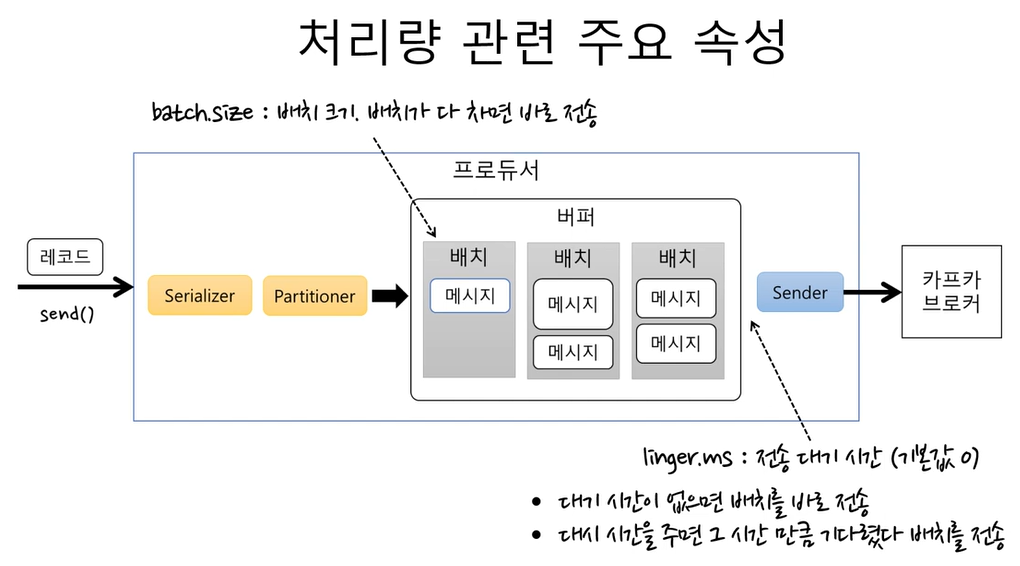 처리량 관련 주요 속성
batch.size : 배치 크기. 배치가 다 차면 바로 전송
프로듀서
버퍼
레코드
send()
Serializer
Partitioner
배치
메시지
배치
메시지
메시지
배치
메시지
메시지
Sender
카프카
브로커
linger.ms : 전송 대기 시간 (기본값 0)
• 대기 시간이 없으면 배치를 바로 전송
• 대시 시간을 주면 그 시간 만큼 기다렸다 배치를 전송